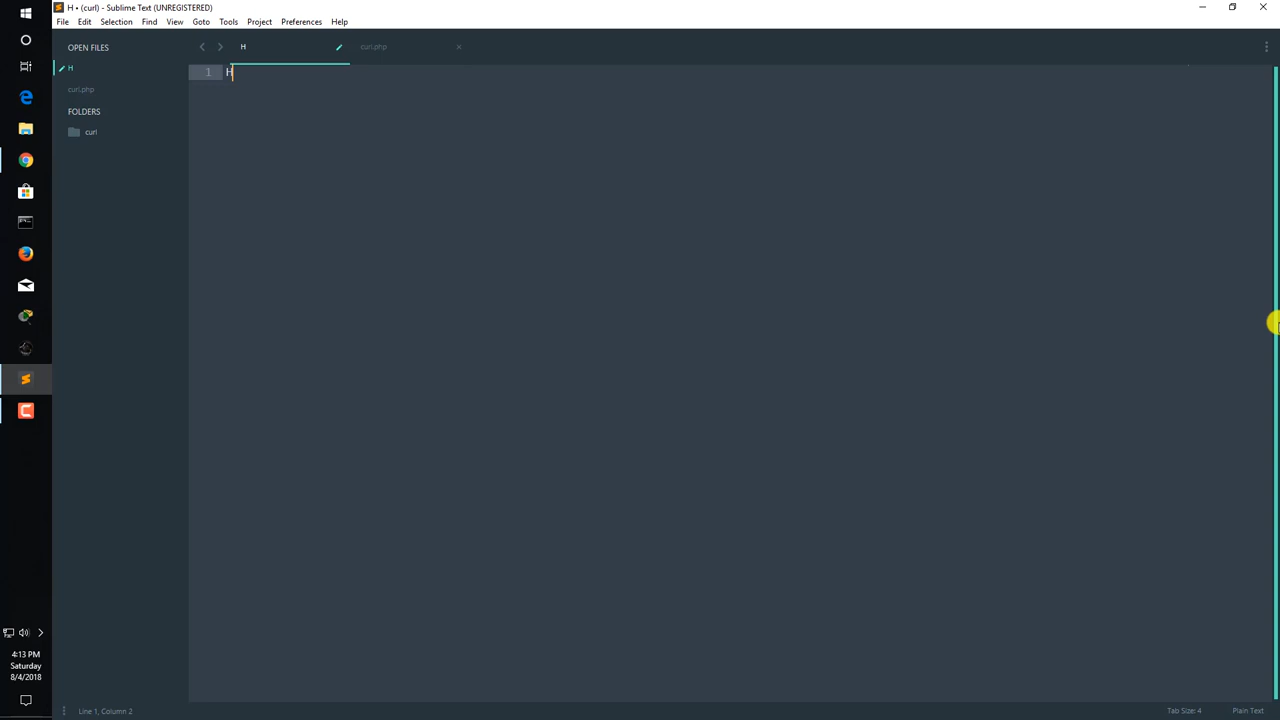 H • (curl) - Sublime Text (UNREGISTERED)
File Edit Selection Find View Goto Tools Project Preferences Help
OPEN FILES
H
curl.php
FOLDERS
curl
H
curl.php
1 H
4:13 PM
Saturday
8/4/2018
Line 1, Column 2
Tab Size: 4
Plain Text